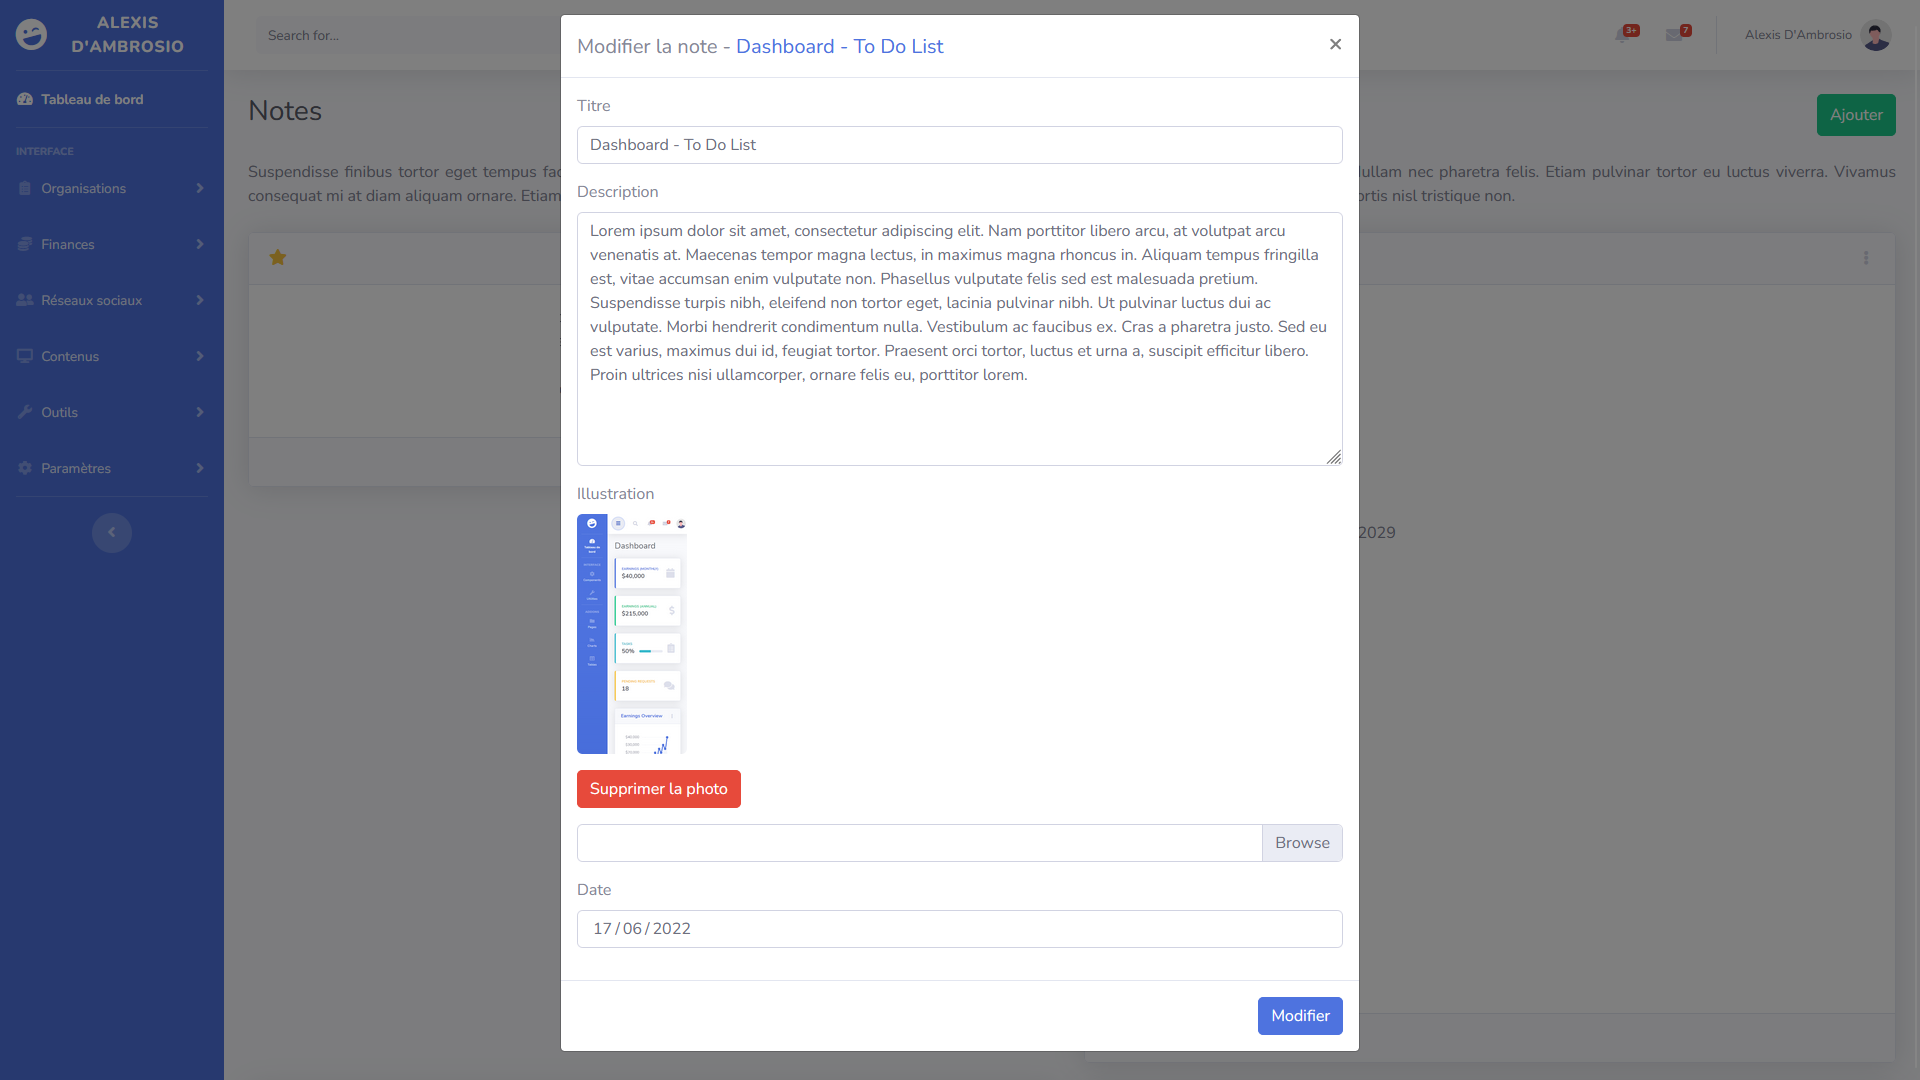 ALEXIS
D'AMBROSIO
Tableau de bord
INTERFACE
Organisations
Finances
Réseaux sociaux
Contenus
Outils
Paramètres
Search for...
3+
7
Alexis D'Ambrosio
Notes
Ajouter
Suspendisse finibus tortor eget tempus
consequat mi at diam aliquam ornare. Etiam
nec pharetra felis. Etiam pulvinar tortor eu luctus viverra. Vivamus
nisl tristique non.
2029
Modifier la note - Dashboard - To Do List
×
Titre
Dashboard - To Do List
Description
Lorem ipsum dolor sit amet, consectetur adipiscing elit. Nam porttitor libero arcu, at volutpat arcu
venenatis at. Maecenas tempor magna lectus, in maximus magna rhoncus in. Aliquam tempus fringilla
est, vitae accumsan enim vulputate non. Phasellus vulputate felis sed est malesuada pretium.
Suspendisse turpis nibh, eleifend non tortor eget, lacinia pulvinar nibh. Ut pulvinar luctus dui ac
vulputate. Morbi hendrerit condimentum nulla. Vestibulum ac faucibus ex. Cras a pharetra justo. Sed eu
est varius, maximus dui id, feugiat tortor. Praesent orci tortor, luctus et urna a, suscipit efficitur libero.
Proin ultrices nisi ullamcorper, ornare felis eu, porttitor lorem.
Illustration
Dashboard
EARNINGS (MONTHLY)
$40,000
EARNINGS (ANNUAL)
$215,000
TASKS
50%
PENDING REQUESTS
18
Earnings Overview
Supprimer la photo
Browse
Date
17/06/2022
Modifier